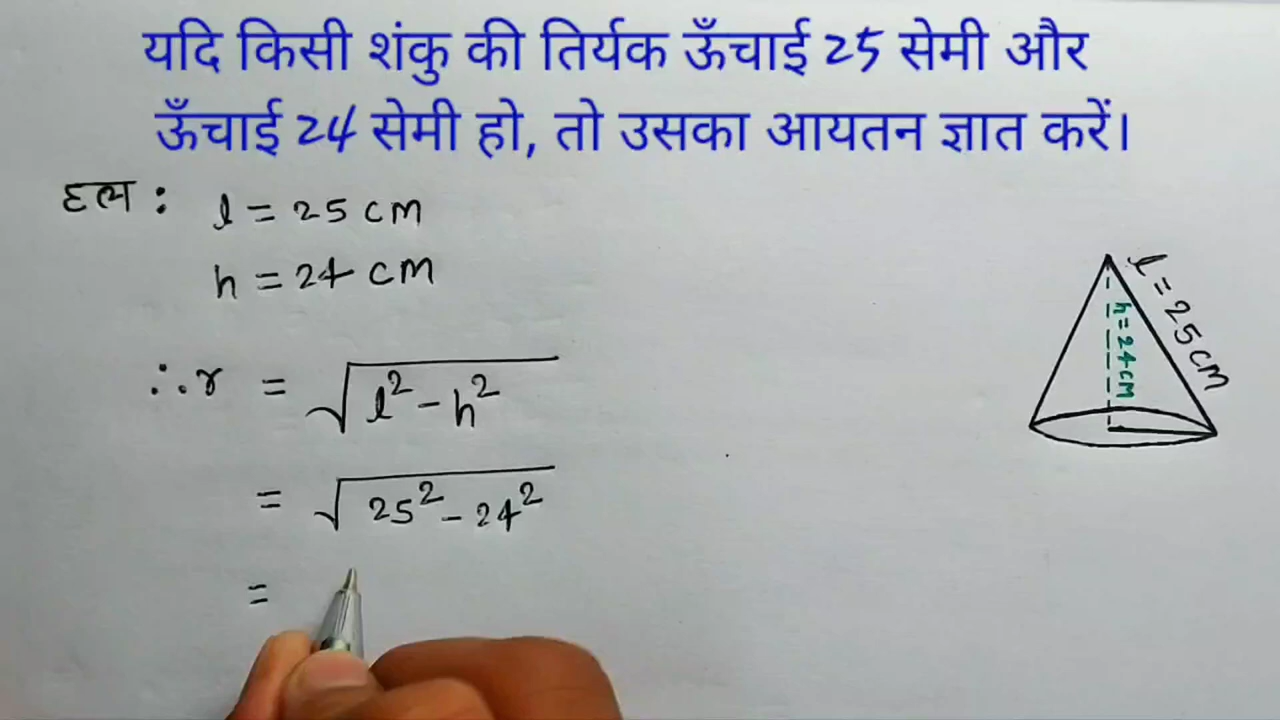 यदि किसी शंकु की तिर्यक ऊँचाई 25 सेमी और
ऊँचाई 24 सेमी हो, तो उसका आयतन ज्ञात करें।
हल : l = 25 cm
h = 24 cm
∴ r = √(l² - h²)
= √(25² - 24²)
=
l = 25 cm
h = 24 cm